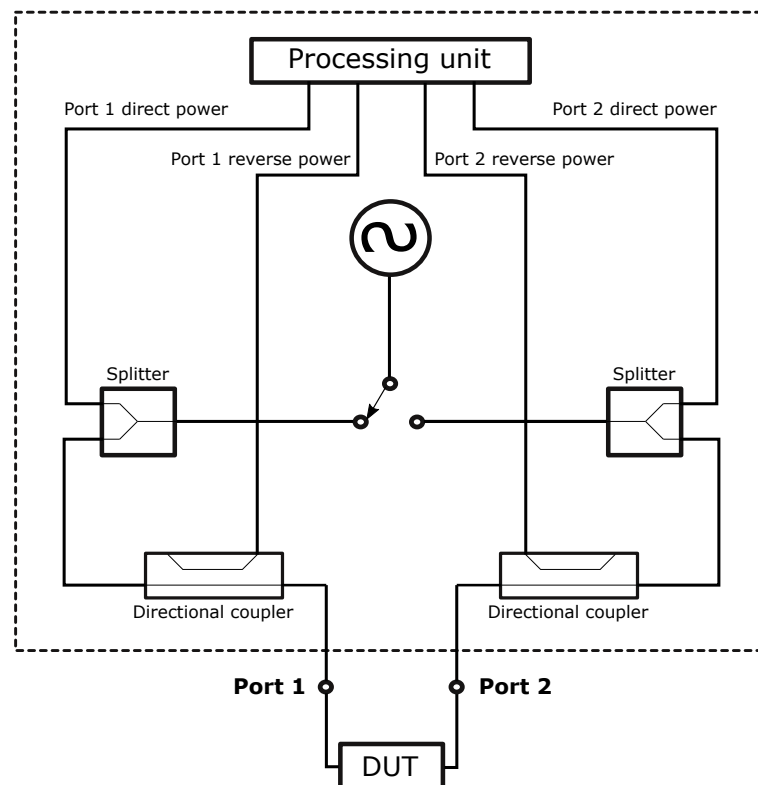 Processing unit
Port 1 direct power
Port 2 direct power
Port 1 reverse power
Port 2 reverse power
Splitter
Splitter
Directional coupler
Directional coupler
Port 1
Port 2
DUT